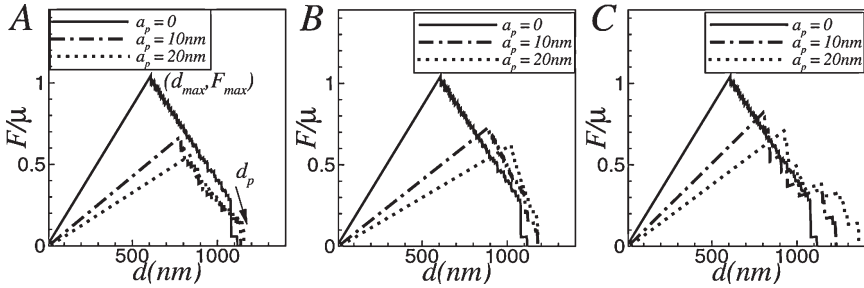 A
a_p = 0
a_p = 10nm
a_p = 20nm
(d_max, F_max)
d_p
F/μ
1
0.5
0
500
1000
d(nm)
B
a_p = 0
a_p = 10nm
a_p = 20nm
F/μ
1
0.5
0
500
1000
d(nm)
C
a_p = 0
a_p = 10nm
a_p = 20nm
F/μ
1
0.5
0
500
1000
d(nm)